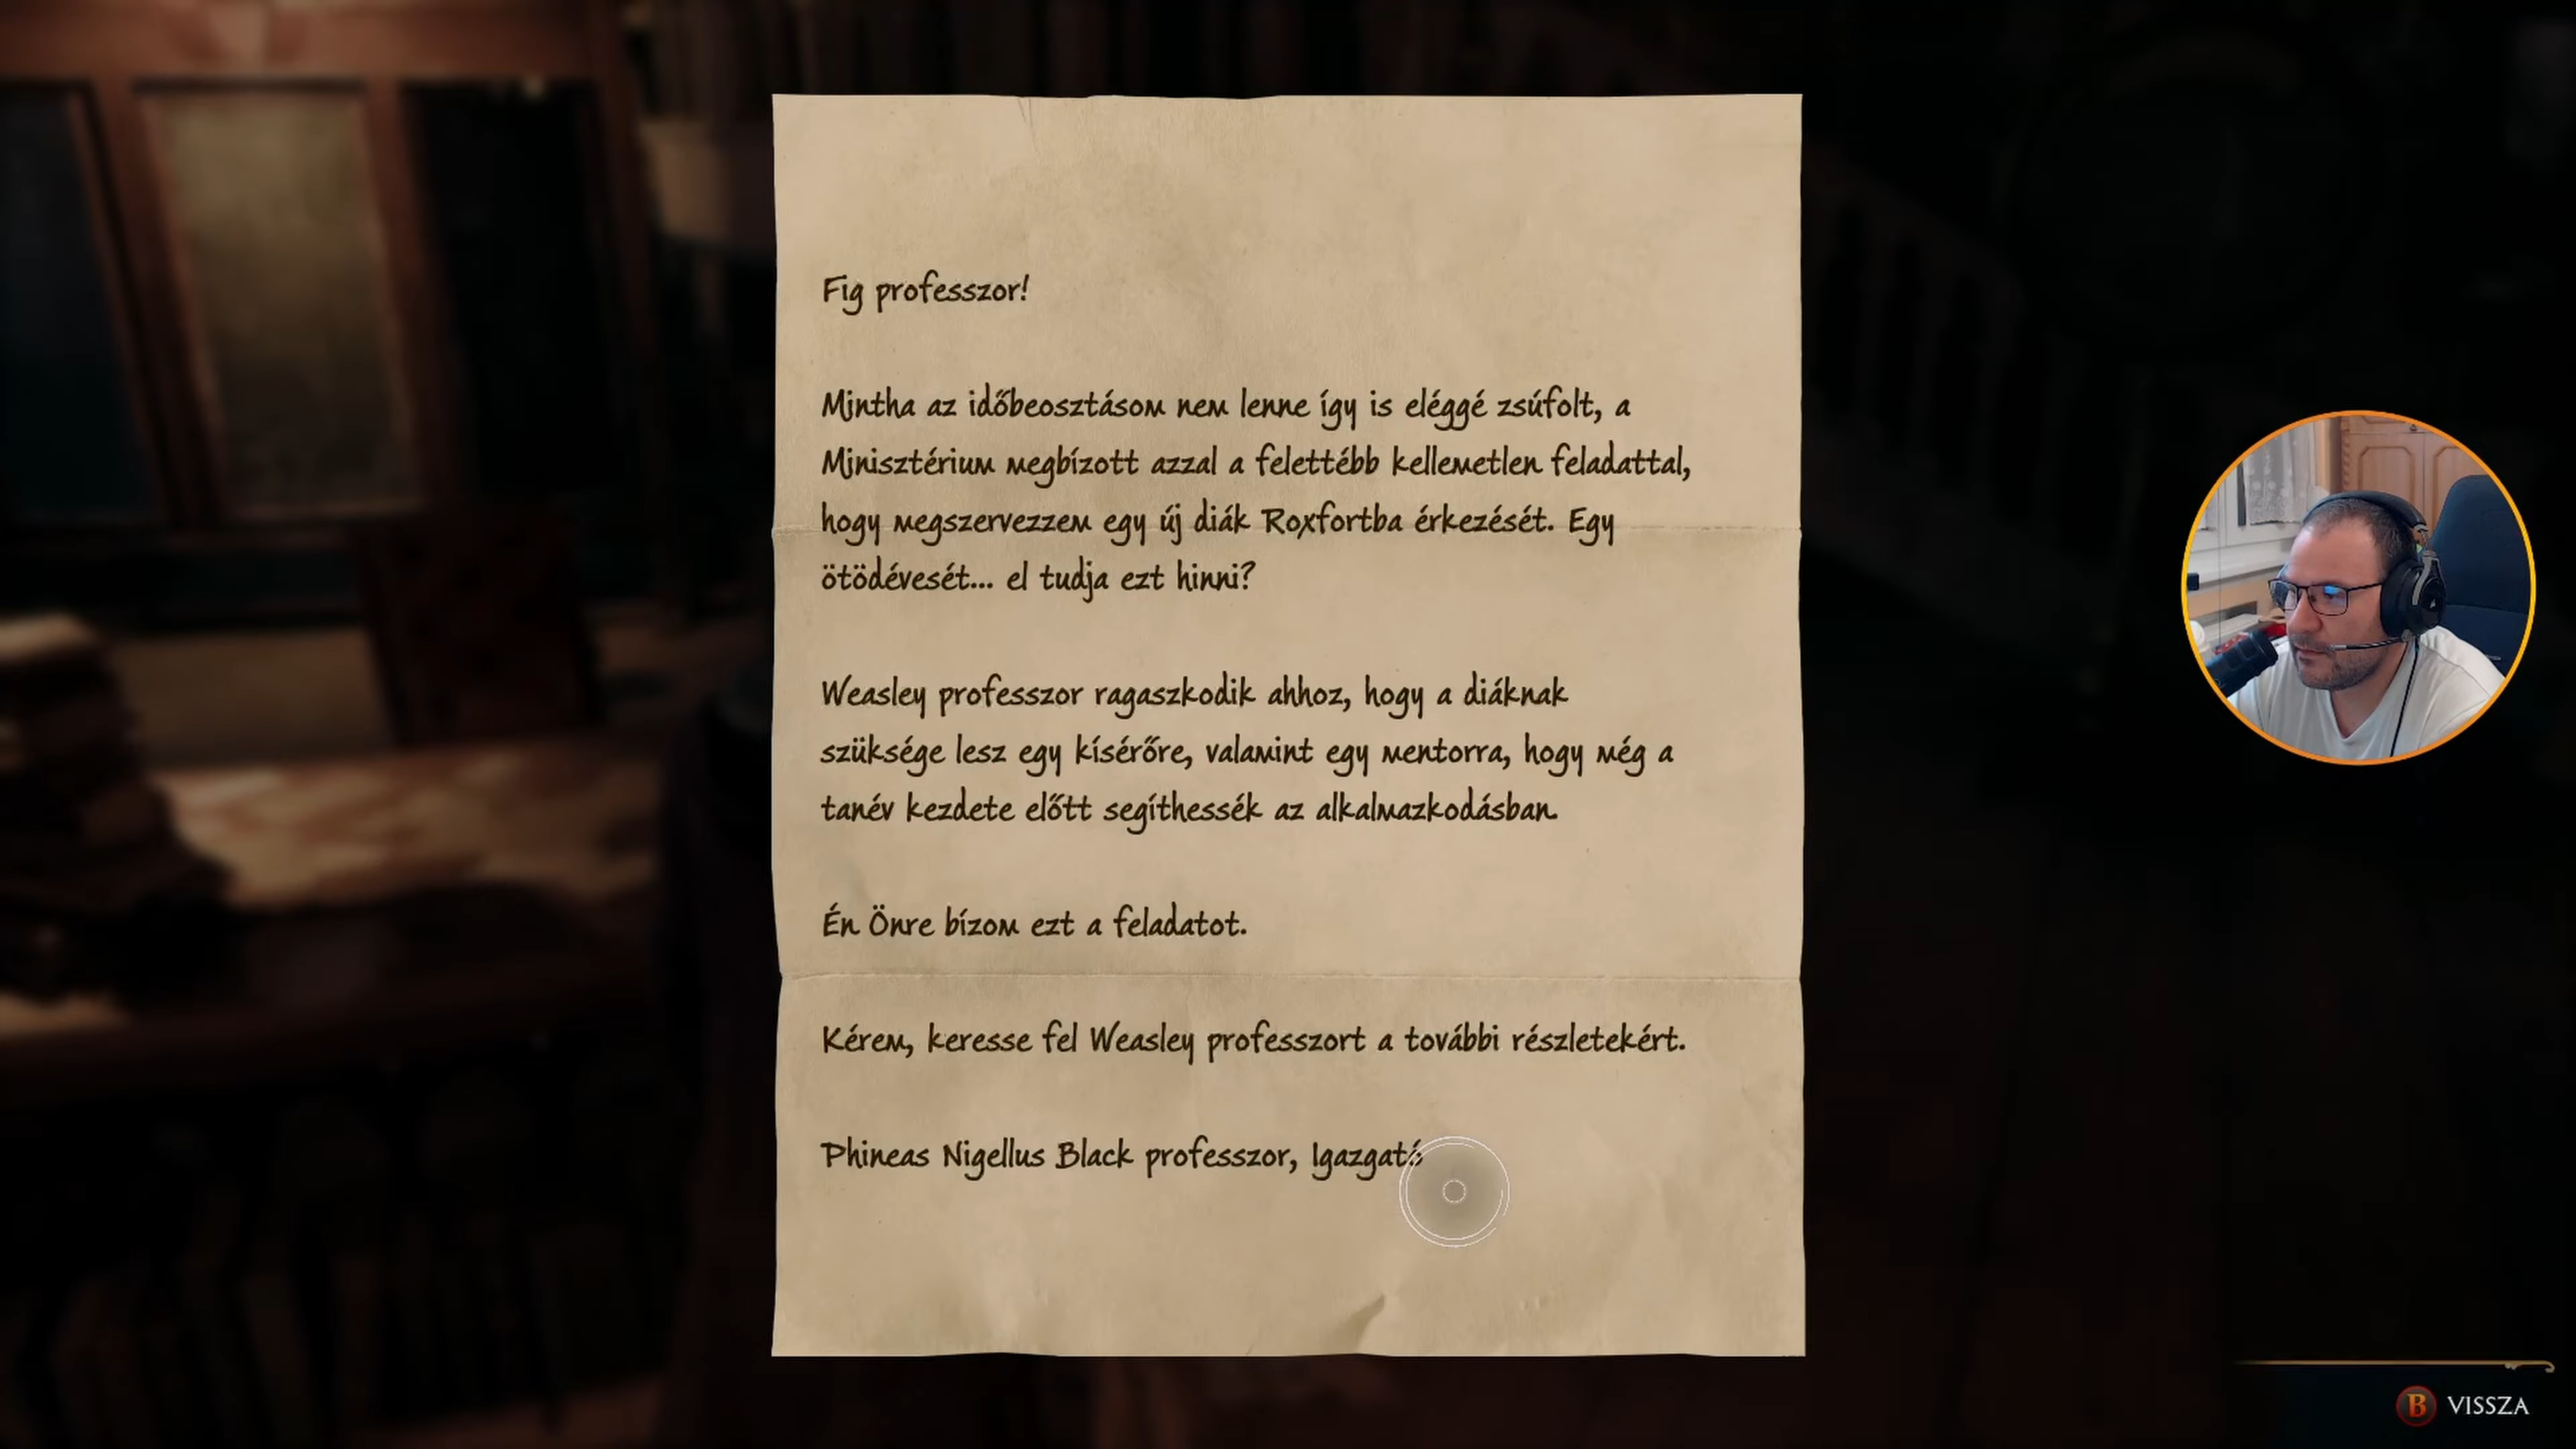 Fig professzor!
Mintha az időbeosztásom nem lenne így is eléggé zsúfolt, a
Minisztérium megbízott azzal a felettébb kellemetlen feladattal,
hogy megszervezzem egy új diák Roxfortba érkezését. Egy
ötödévesét... el tudja ezt hinni?
Weasley professzor ragaszkodik ahhoz, hogy a diáknak
szüksége lesz egy kísérőre, valamint egy mentorra, hogy még a
tanév kezdete előtt segíthessék az alkalmazkodásban.
Én Önre bízom ezt a feladatot.
Kérem, keresse fel Weasley professzort a további részletekért.
Phineas Nigellus Black professzor, Igazgató
B VISSZA